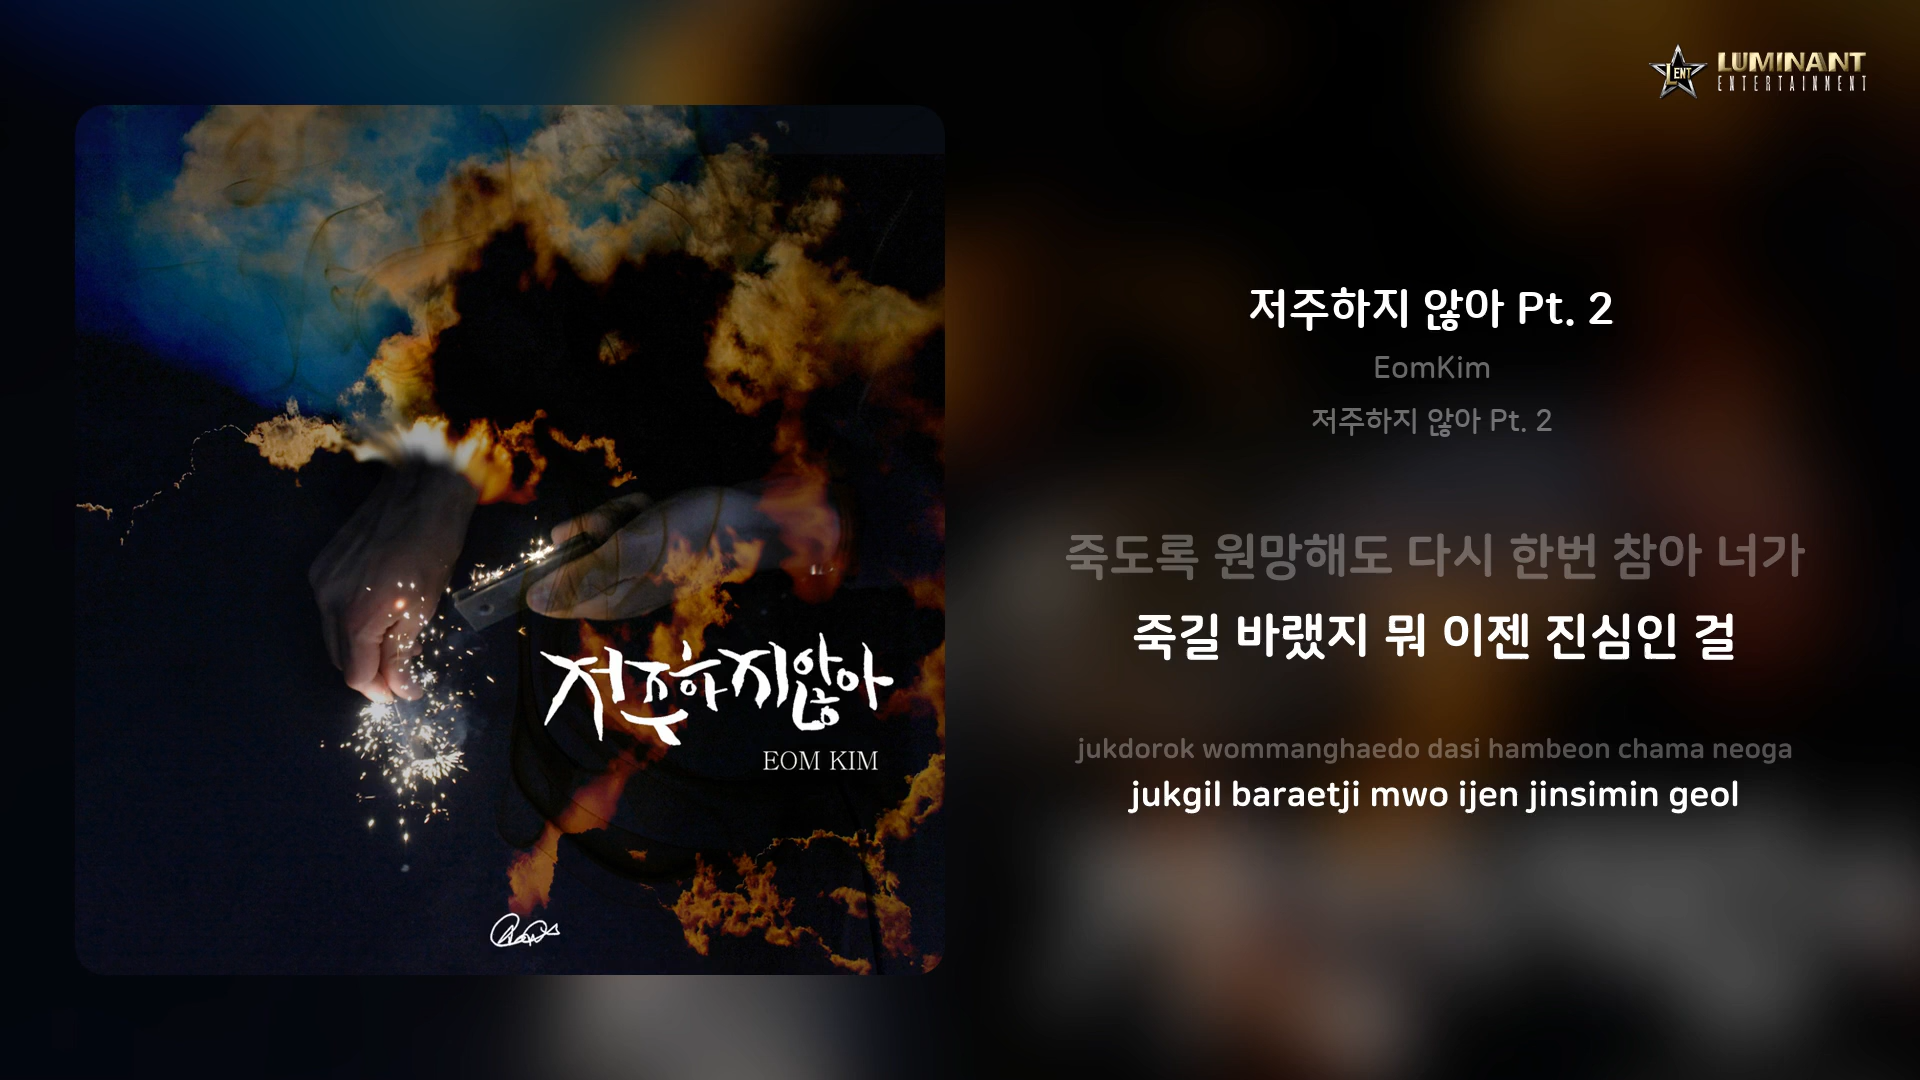 LENT
LUMINANT
ENTERTAINMENT
저주하지않아
EOM KIM
저주하지 않아 Pt. 2
EomKim
저주하지 않아 Pt. 2
죽도록 원망해도 다시 한번 참아 너가
죽길 바랬지 뭐 이젠 진심인 걸
jukdorok wommanghaedo dasi hambeon chama neoga
jukgil baraetji mwo ijen jinsimin geol